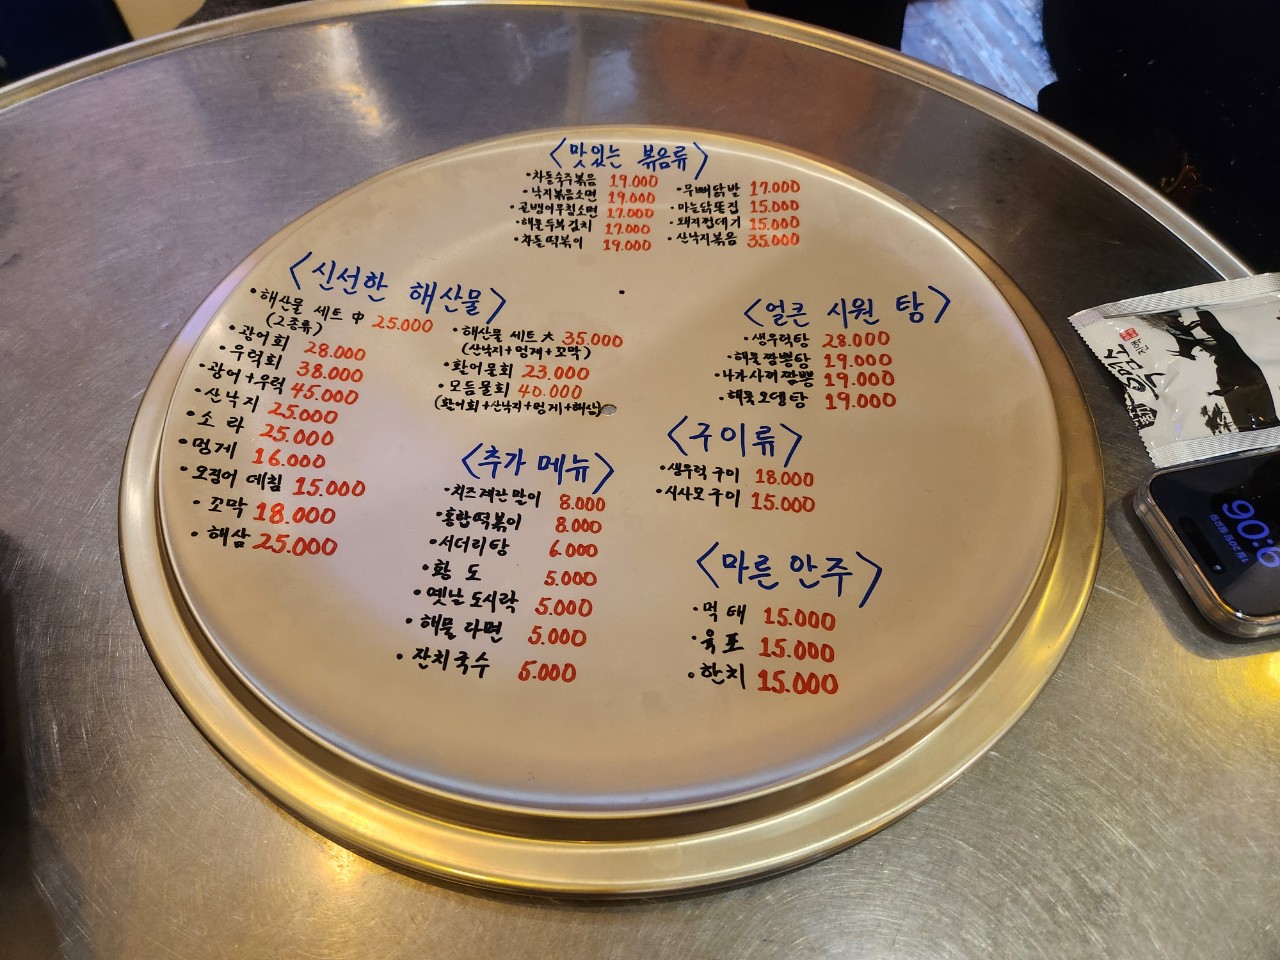 <맛있는 볶음류>
·차돌숙주볶음 19.000
·낙지볶음소면 19.000
·골뱅이무침소면 17.000
·해물두부김치 17.000
·차돌떡볶이 19.000
·무뼈닭발 17.000
·마늘닭똥집 15.000
·돼지껍데기 15.000
·산낙지볶음 35.000
<신선한 해산물>
·해산물 세트 中 25.000
(2종류)
·광어회 28.000
·우럭회 38.000
·광어+우럭 45.000
·산낙지 25.000
·소라 25.000
·멍게 16.000
·오징어 데침 15.000
·꼬막 18.000
·해삼 25.000
·해산물 세트 大 35.000
(산낙지+멍게+꼬막)
·광어물회 23.000
·모듬물회 40.000
(광어회+산낙지+멍게+해삼)
<얼큰 시원 탕>
·생우럭탕 28.000
·해물짬뽕탕 19.000
·나가사끼짬뽕 19.000
·해물오뎅탕 19.000
<구이류>
·생우럭 구이 18.000
·시사모구이 15.000
<추가 메뉴>
·치즈계란말이 8.000
·홍합떡볶이 8.000
·서더리탕 6.000
·황도 5.000
·옛날 도시락 5.000
·해물라면 5.000
·잔치국수 5.000
<마른 안주>
·먹태 15.000
·육포 15.000
·한치 15.000